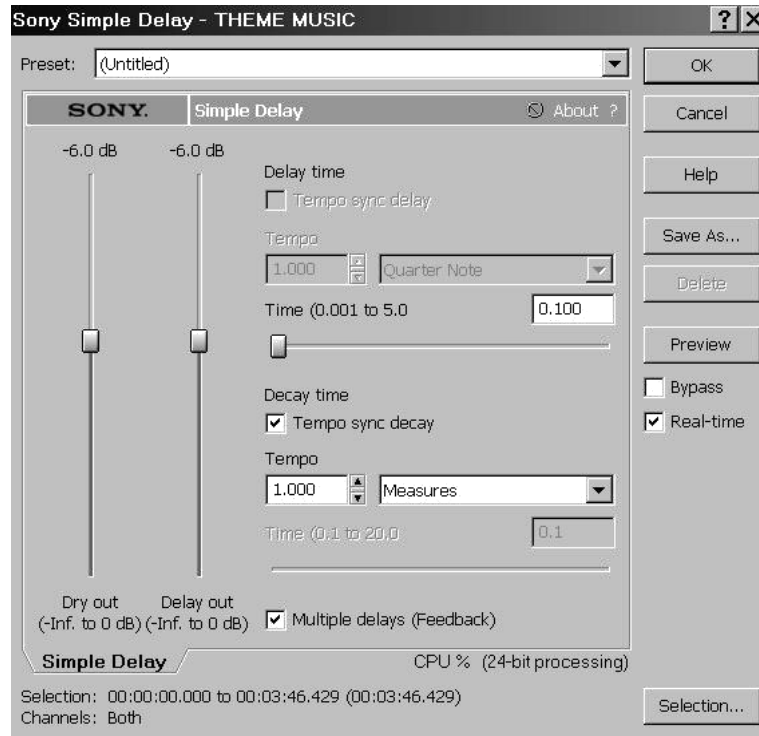 Sony Simple Delay - THEME MUSIC ? X
Preset: (Untitled) OK
SONY. Simple Delay About ? Cancel
-6.0 dB -6.0 dB
Delay time Help
Tempo sync delay
Tempo Save As...
1.000 Quarter Note Delete
Time (0.001 to 5.0 0.100
Preview
Decay time Bypass
Tempo sync decay Real-time
Tempo
1.000 Measures
Time (0.1 to 20.0 0.1
Dry out Delay out
(-Inf. to 0 dB) (-Inf. to 0 dB) Multiple delays (Feedback)
Simple Delay CPU % (24-bit processing)
Selection: 00:00:00.000 to 00:03:46.429 (00:03:46.429) Selection...
Channels: Both